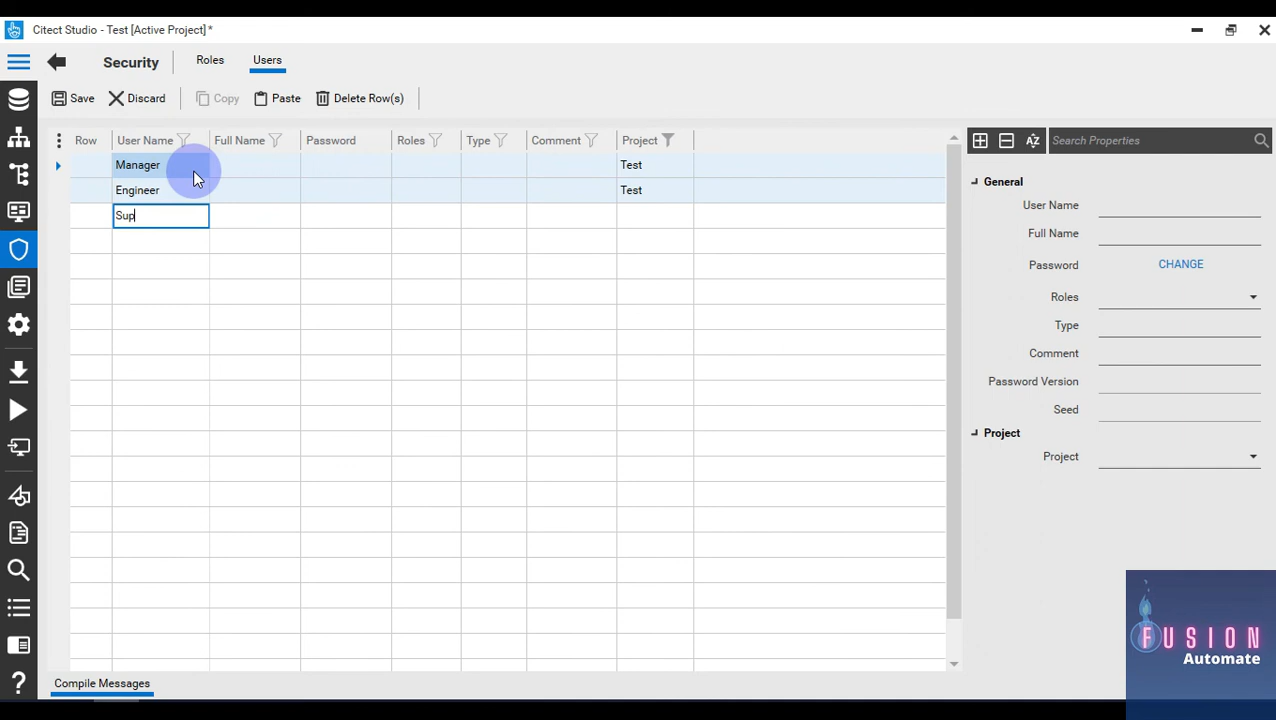 Citect Studio - Test [Active Project] *
Security Roles Users
Save Discard Copy Paste Delete Row(s)
Row User Name Full Name Password Roles Type Comment Project
Manager Test
Engineer Test
Sup
Search Properties
General
User Name
Full Name
Password CHANGE
Roles
Type
Comment
Password Version
Seed
Project
Project
Compile Messages
FUSION
Automate